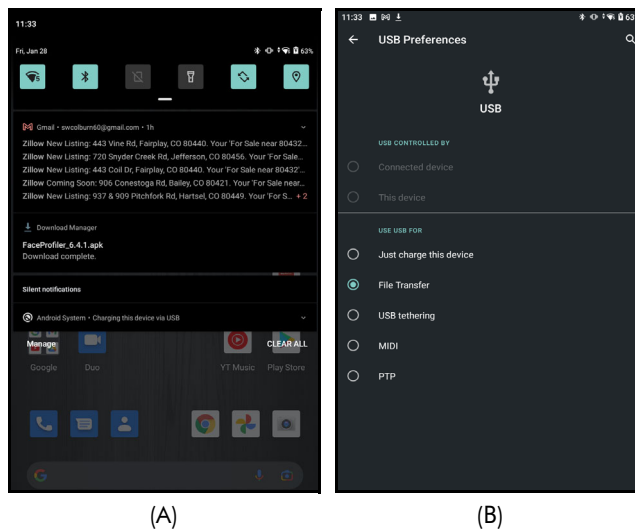 11:33
Fri, Jan 28
63%
Gmail • swcolburn60@gmail.com • 1h
Zillow New Listing: 443 Vine Rd, Fairplay, CO 80440. Your 'For Sale near 80432...
Zillow New Listing: 720 Snyder Creek Rd, Jefferson, CO 80456. Your 'For Sale...
Zillow New Listing: 443 Coil Dr, Fairplay, CO 80440. Your 'For Sale near 80432'...
Zillow Coming Soon: 906 Conestoga Rd, Bailey, CO 80421. Your 'For Sale near...
Zillow New Listing: 937 & 909 Pitchfork Rd, Hartsel, CO 80449. Your 'For S... + 2
Download Manager
FaceProfiler_6.4.1.apk
Download complete.
Silent notifications
Android System • Charging this device via USB
Manage
CLEAR ALL
Google
Duo
YT Music
Play Store
(A)
11:33
63
USB Preferences
USB
USB CONTROLLED BY
Connected device
This device
USE USB FOR
Just charge this device
File Transfer
USB tethering
MIDI
PTP
(B)